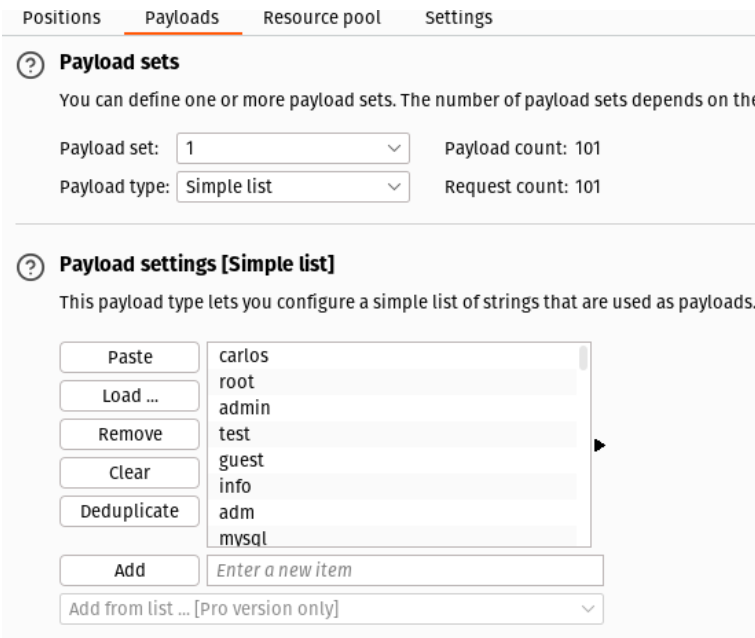 Positions Payloads Resource pool Settings
Payload sets
You can define one or more payload sets. The number of payload sets depends on the
Payload set: 1 Payload count: 101
Payload type: Simple list Request count: 101
Payload settings [Simple list]
This payload type lets you configure a simple list of strings that are used as payloads.
Paste carlos
root
Load ... admin
Remove test
guest
Clear info
Deduplicate adm
mysql
Add Enter a new item
Add from list ... [Pro version only]